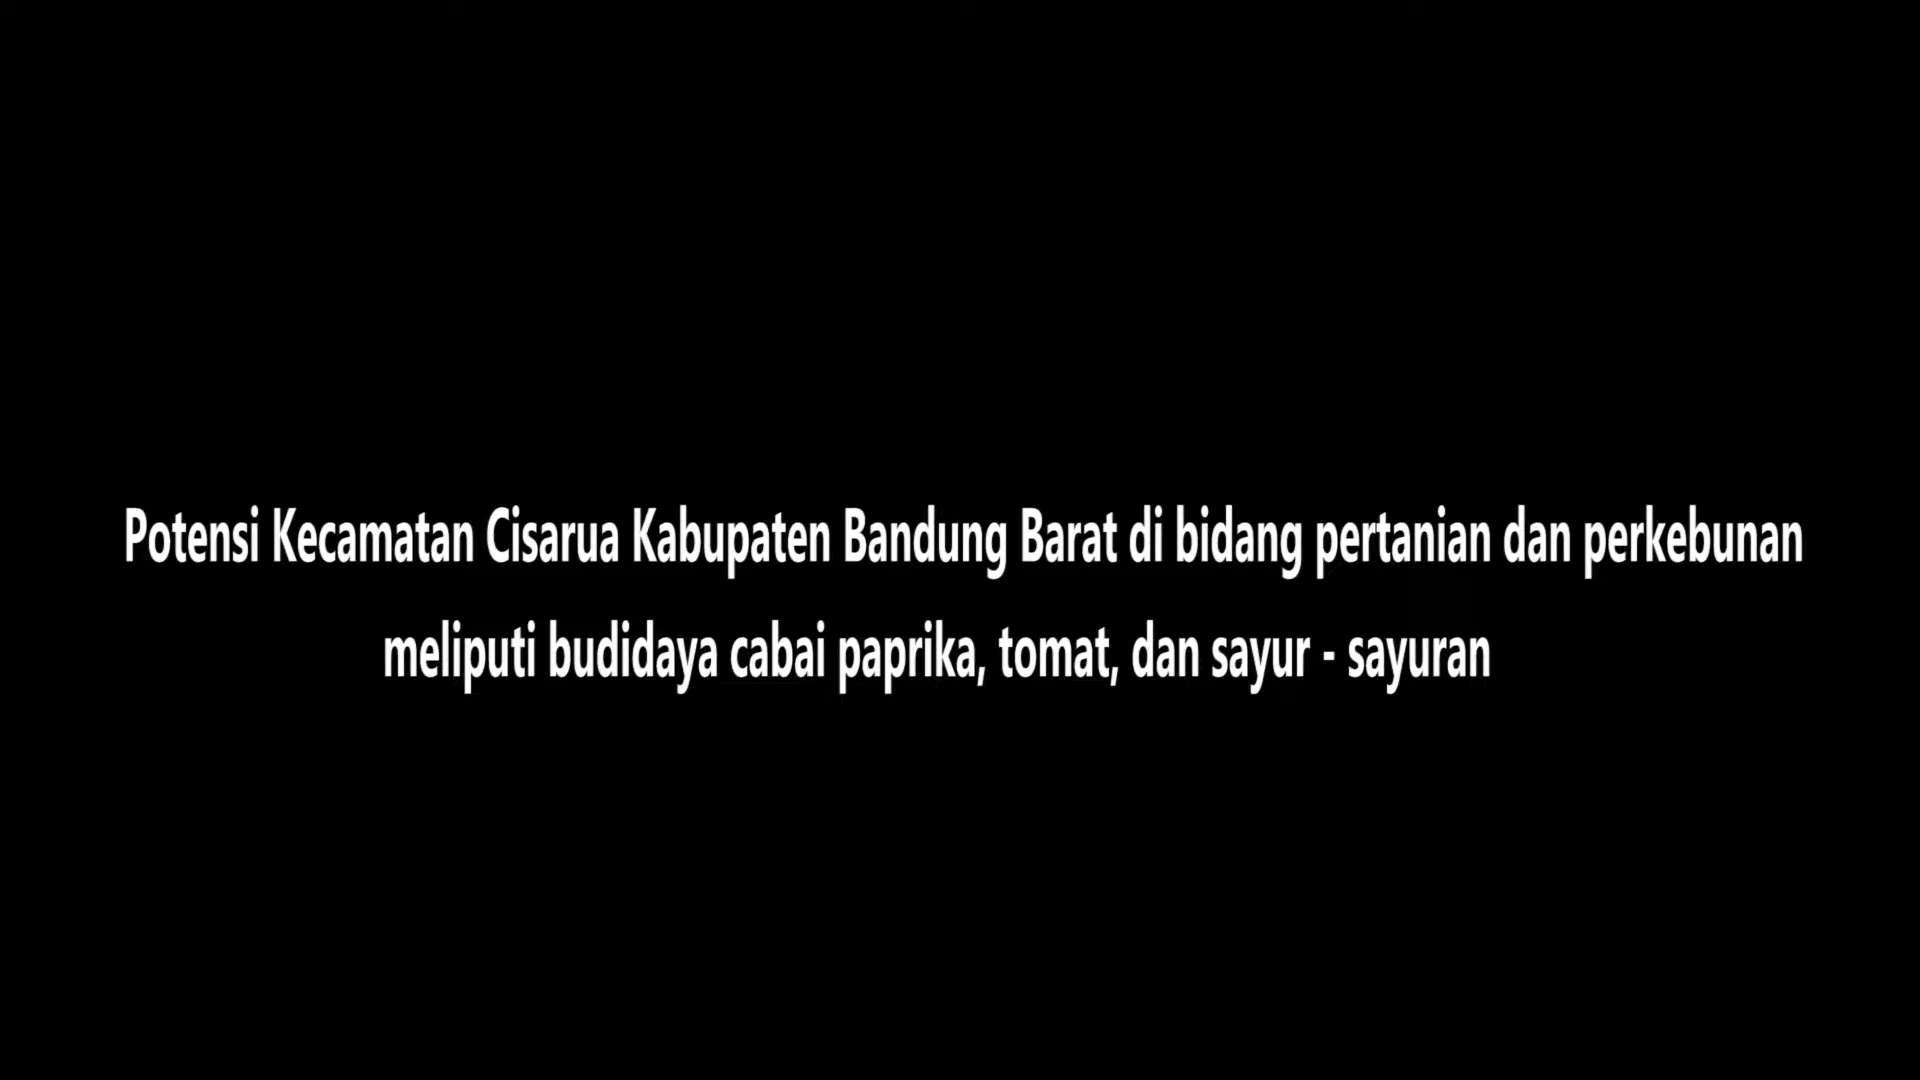 Potensi Kecamatan Cisarua Kabupaten Bandung Barat di bidang pertanian dan perkebunan
meliputi budidaya cabai paprika, tomat, dan sayur - sayuran